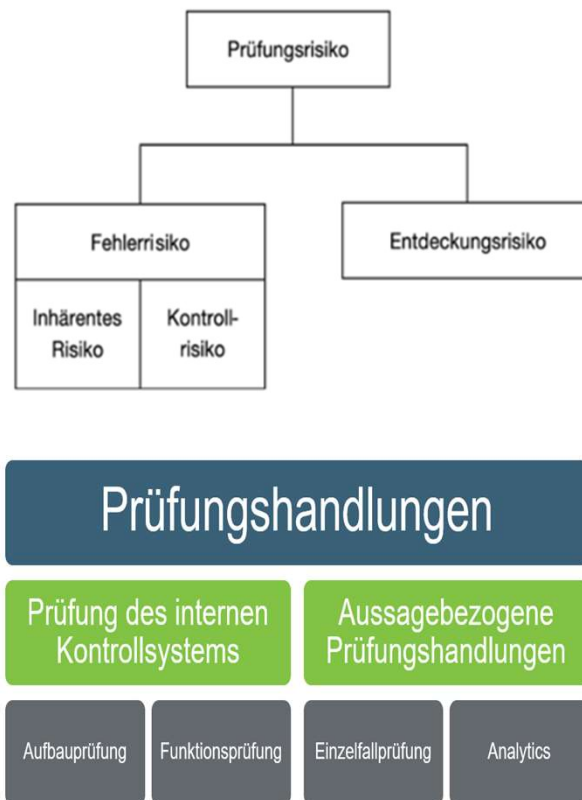 Prüfungsrisiko
Fehlerrisiko
Entdeckungsrisiko
Inhärentes
Risiko
Kontroll-
risiko
Prüfungshandlungen
Prüfung des internen
Kontrollsystems
Aussagebezogene
Prüfungshandlungen
Aufbauprüfung
Funktionsprüfung
Einzelfallprüfung
Analytics